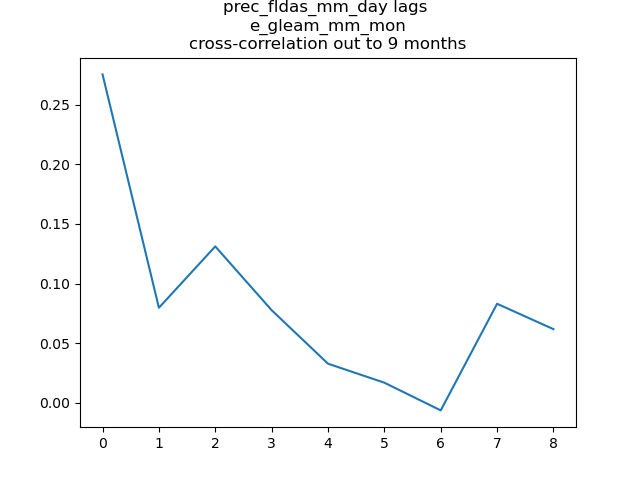 prec_fldas_mm_day lags
e_gleam_mm_mon
cross-correlation out to 9 months
0.25
0.20
0.15
0.10
0.05
0.00
0 1 2 3 4 5 6 7 8